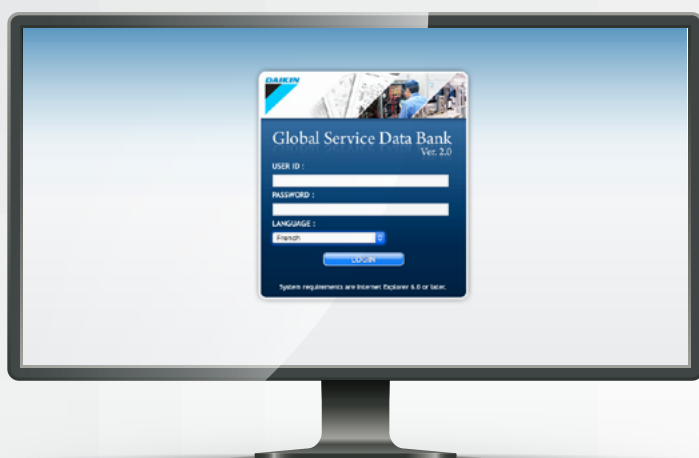 DAIKIN
Global Service Data Bank
Ver. 2.0
USER ID :
PASSWORD :
LANGUAGE :
French
LOGIN
System requirements are Internet Explorer 6.0 or later.